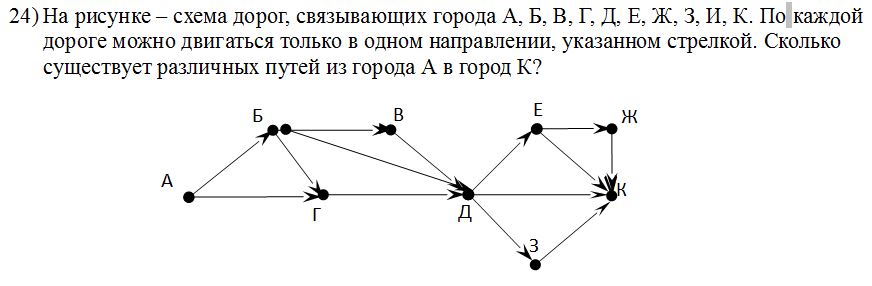 24) На рисунке – схема дорог, связывающих города А, Б, В, Г, Д, Е, Ж, З, И, К. По каждой
дороге можно двигаться только в одном направлении, указанном стрелкой. Сколько
существует различных путей из города А в город К?
Б
В
Е
Ж
А
К
Г
Д
З